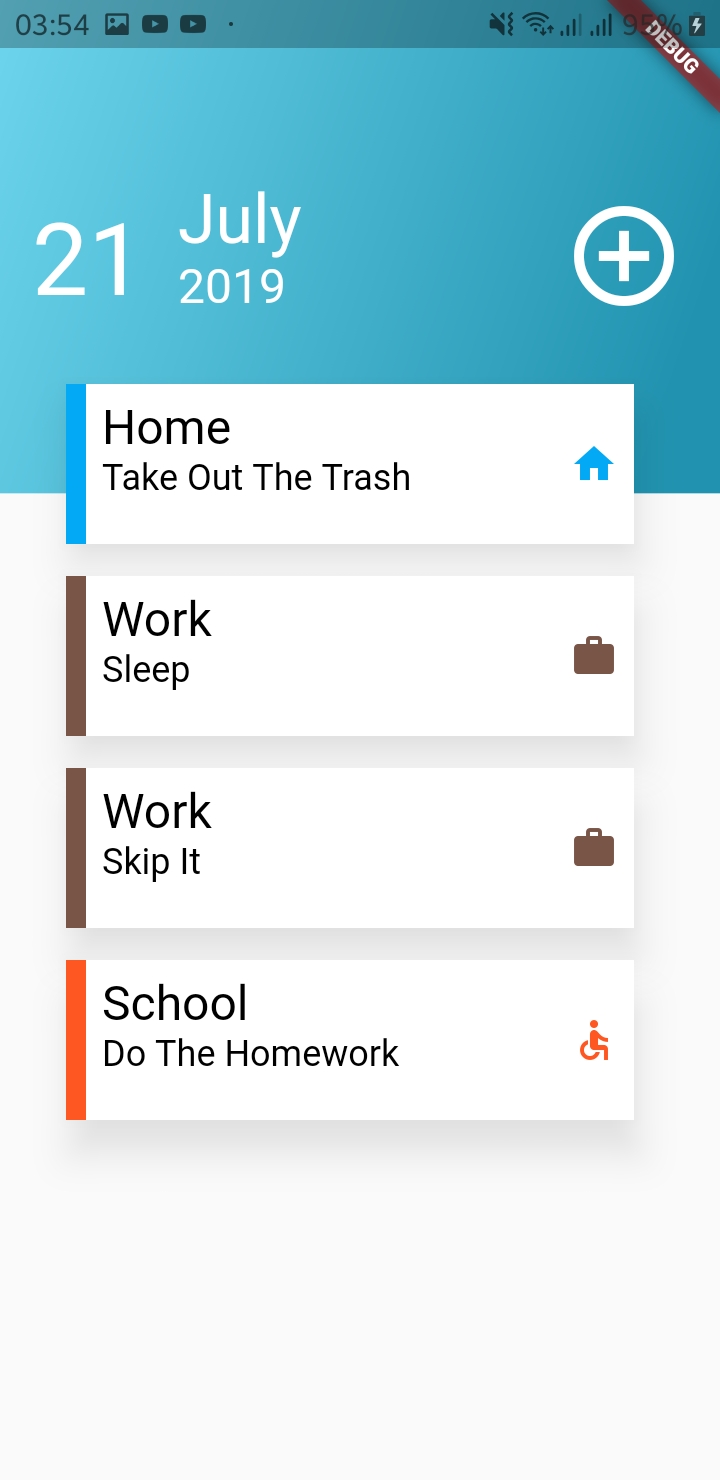 03:54
95%
DEBUG
21
July
2019
Home
Take Out The Trash
Work
Sleep
Work
Skip It
School
Do The Homework